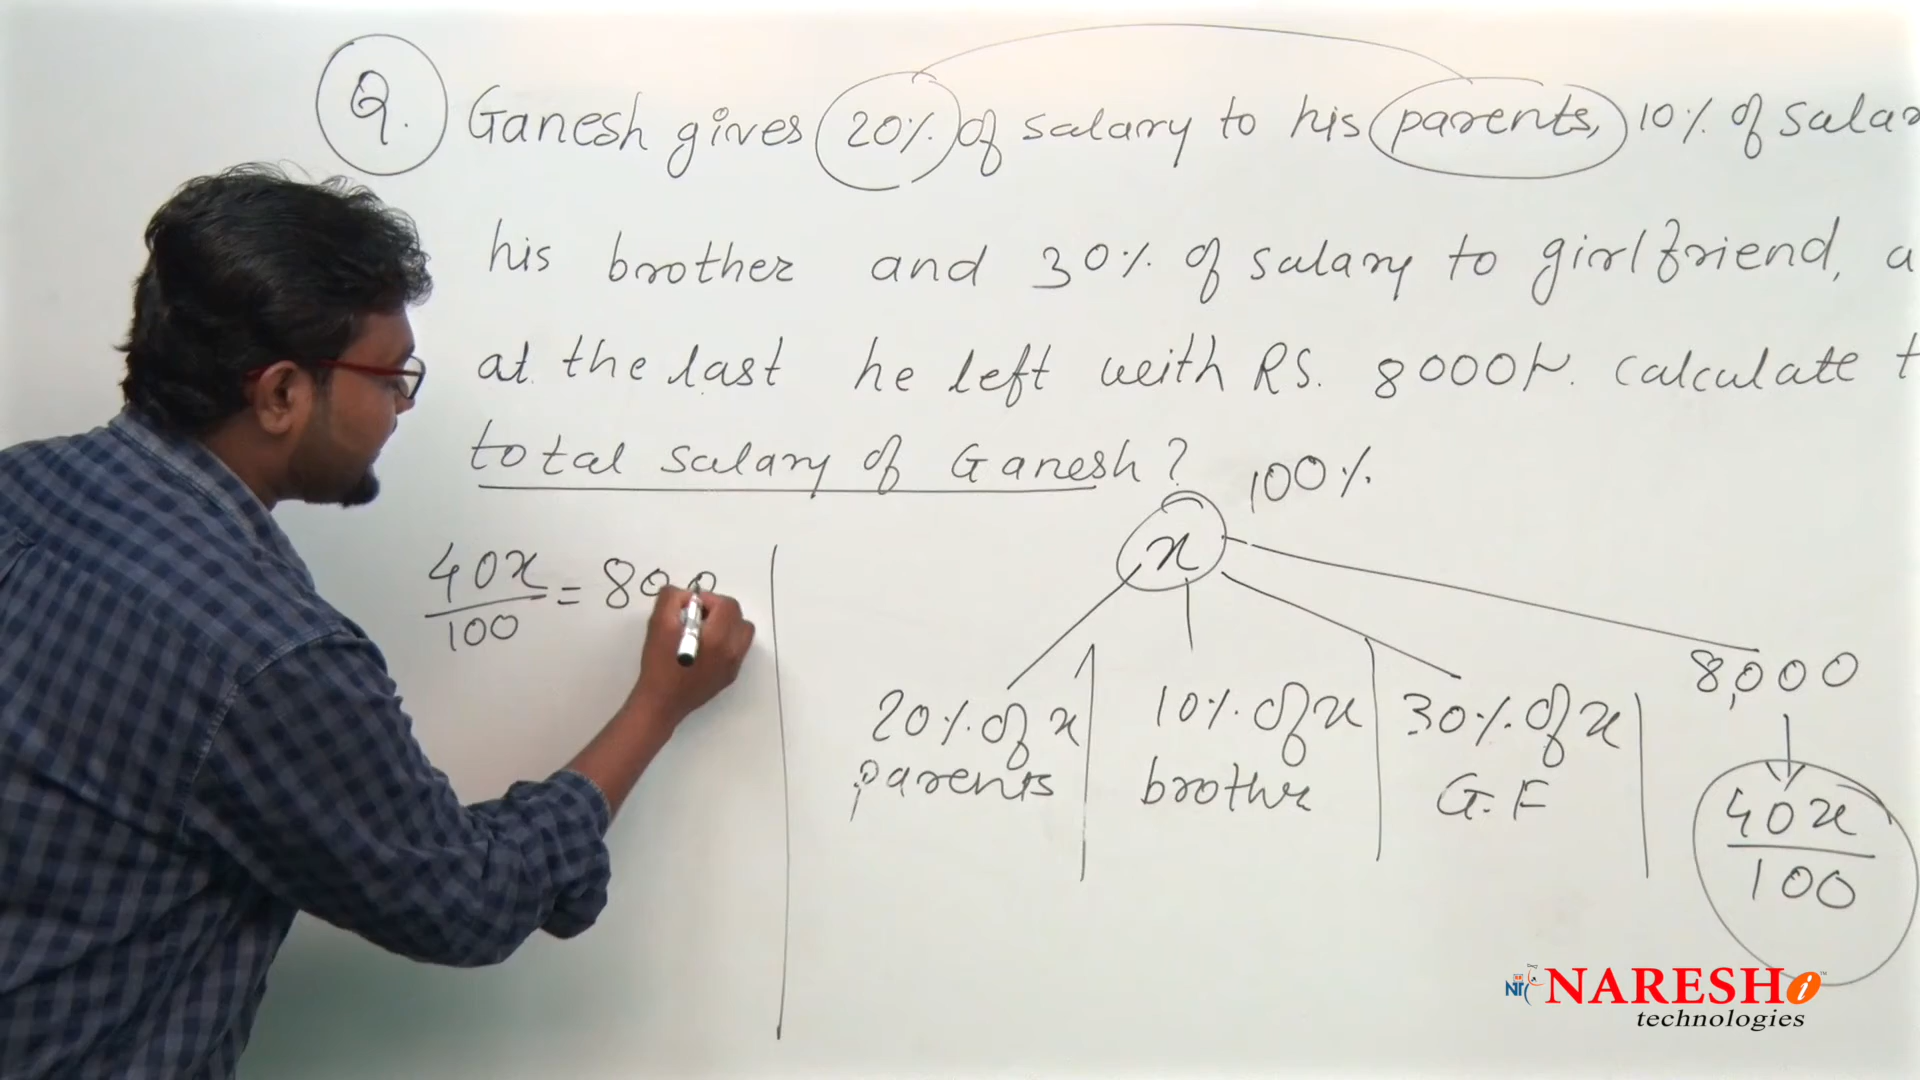 Q. Ganesh gives 20% of salary to his parents, 10% of salar
his brother and 30% of salary to girlfriend, a
at the last he left with RS. 8000/-. calculate t
total salary of Ganesh?
100%
x
40x/100 = 800
8,000
20% of x
parents
10% of x
brother
30% of x
G.F
40x/100
NARESH i
technologies